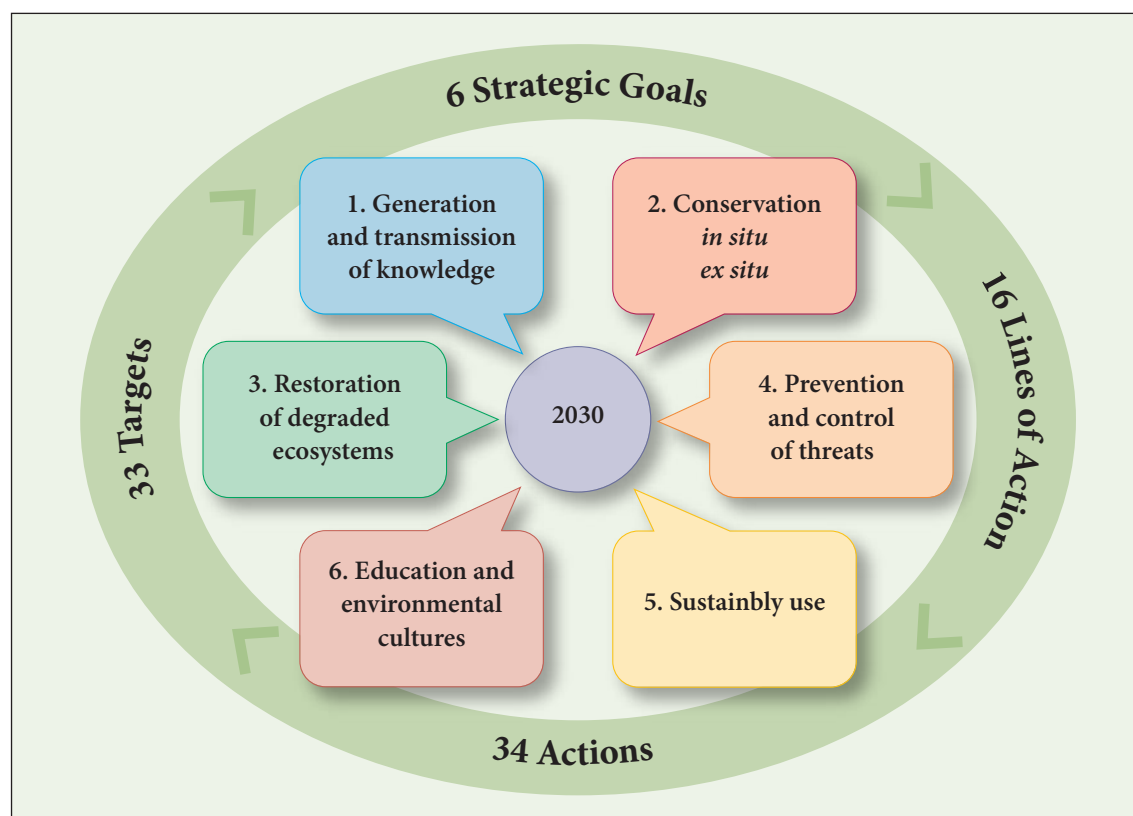 6 Strategic Goals
1. Generation
and transmission
of knowledge
2. Conservation
in situ
ex situ
16 Lines of Action
33 Targets
3. Restoration
of degraded
ecosystems
2030
4. Prevention
and control
of threats
6. Education and
environmental
cultures
5. Sustainbly use
34 Actions